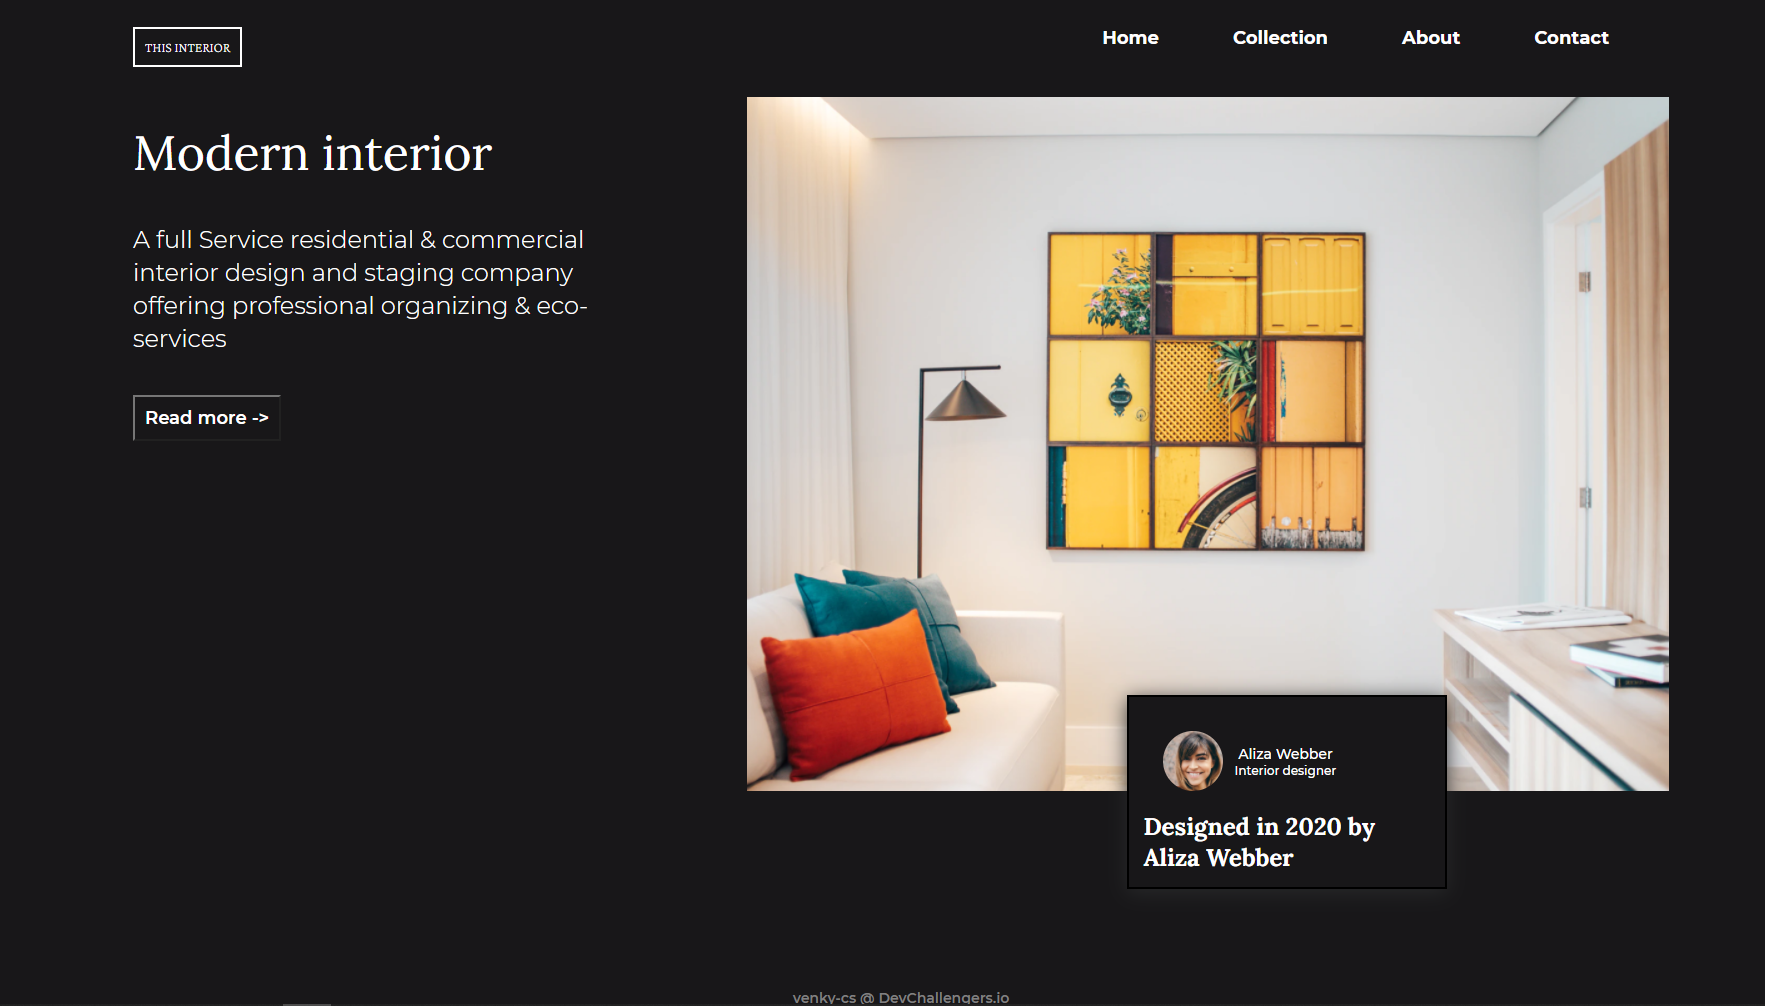 THIS INTERIOR
Home Collection About Contact
Modern interior
A full Service residential & commercial
interior design and staging company
offering professional organizing & eco-
services
Read more ->
Aliza Webber
Interior designer
Designed in 2020 by
Aliza Webber
venky-cs @ DevChallengers.io